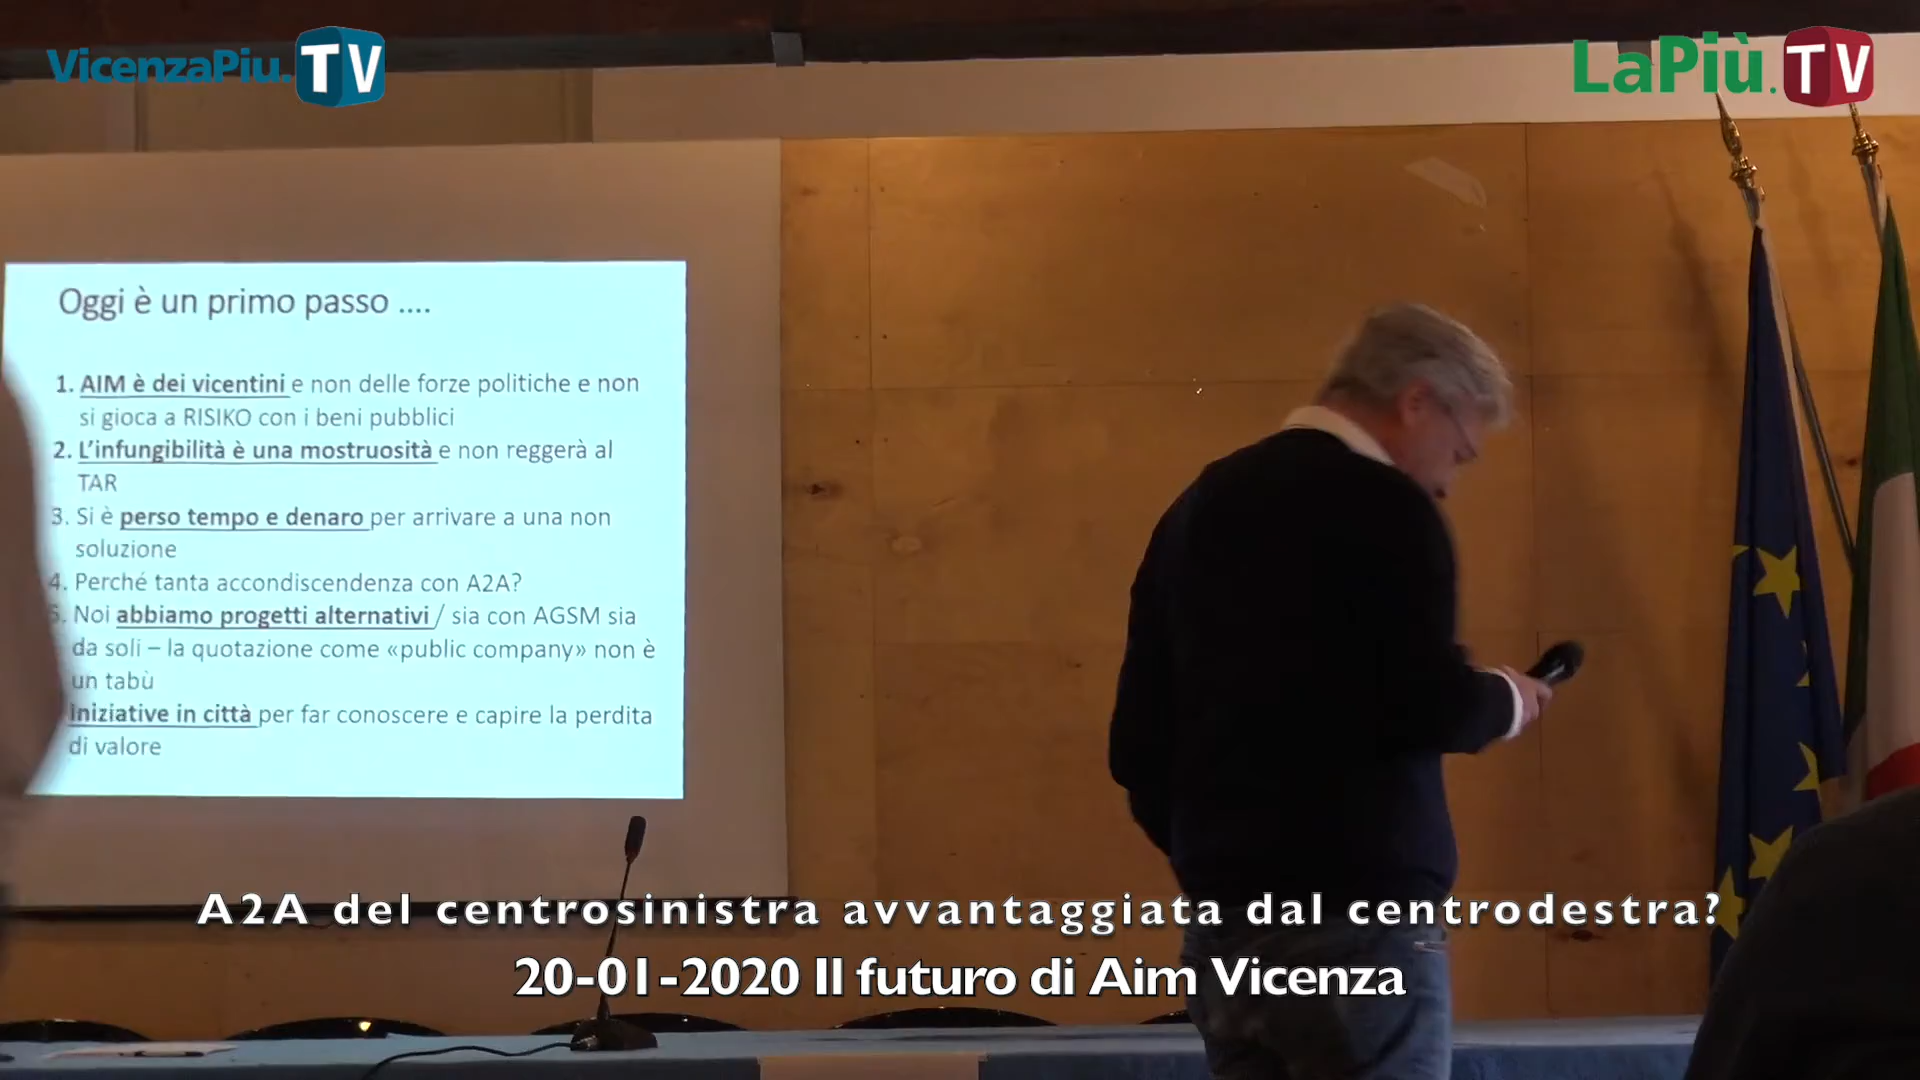 VicenzaPiu.TV
LaPiù.TV
Oggi è un primo passo ....
1. AIM è dei vicentini e non delle forze politiche e non
si gioca a RISIKO con i beni pubblici
2. L'infungibilità è una mostruosità e non reggerà al
TAR
3. Si è perso tempo e denaro per arrivare a una non
soluzione
4. Perché tanta accondiscendenza con A2A?
5. Noi abbiamo progetti alternativi / sia con AGSM sia
da soli – la quotazione come «public company» non è
un tabù
Iniziative in città per far conoscere e capire la perdita
di valore
A2A del centrosinistra avvantaggiata dal centrodestra?
20-01-2020 Il futuro di Aim Vicenza